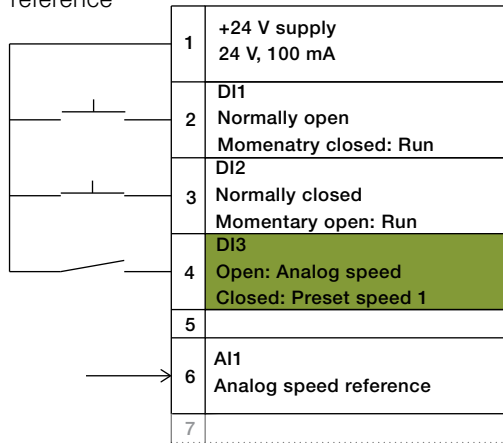 reference
1
+24 V supply
24 V, 100 mA
2
DI1
Normally open
Momenatry closed: Run
3
DI2
Normally closed
Momentary open: Run
4
DI3
Open: Analog speed
Closed: Preset speed 1
5
6
AI1
Analog speed reference
7